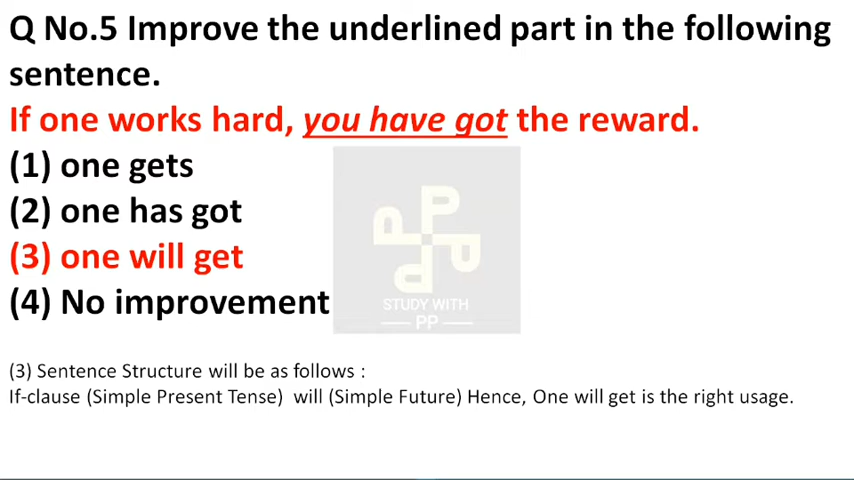 Q No.5 Improve the underlined part in the following
sentence.
If one works hard, you have got the reward.
(1) one gets
(2) one has got
(3) one will get
(4) No improvement
P
P
P
P
STUDY WITH
PP
(3) Sentence Structure will be as follows :
If-clause (Simple Present Tense) will (Simple Future) Hence, One will get is the right usage.